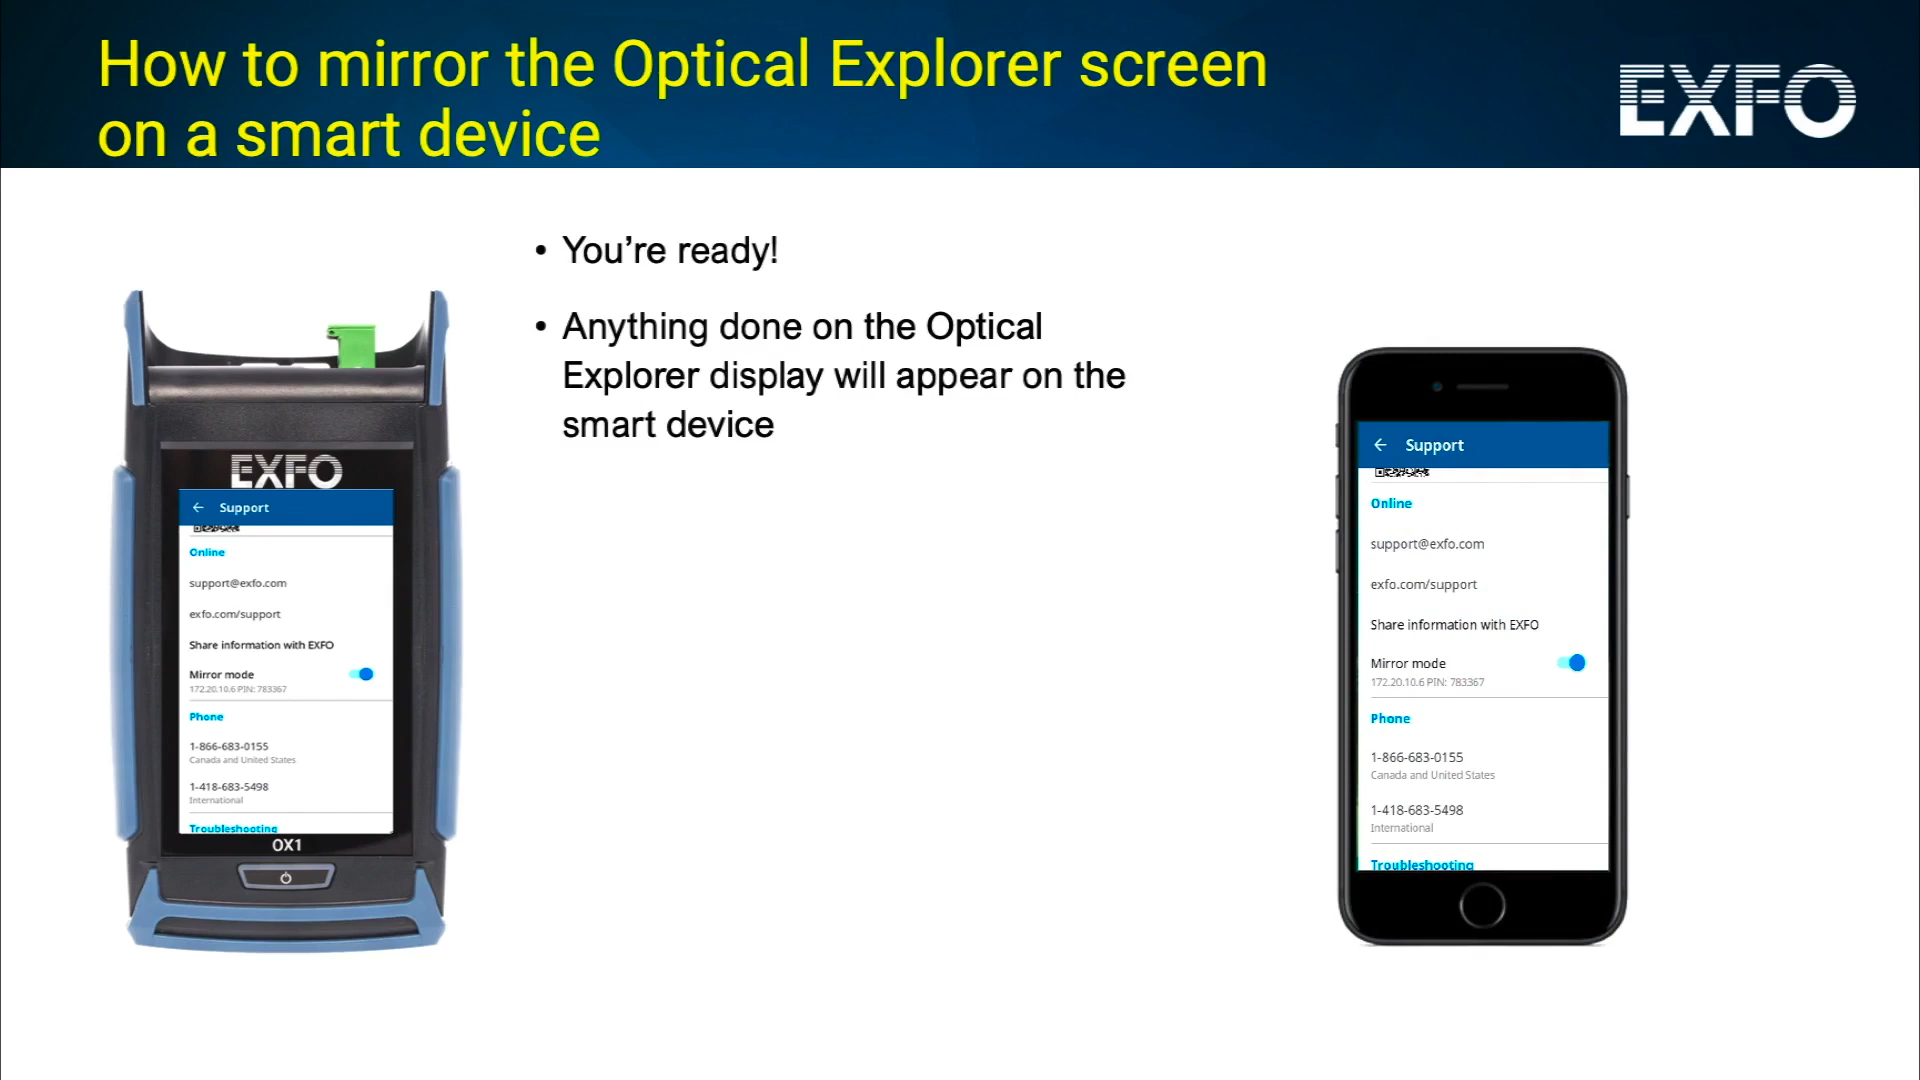 How to mirror the Optical Explorer screen
on a smart device
EXFO
• You're ready!
• Anything done on the Optical
Explorer display will appear on the
smart device
EXFO
← Support
Online
support@exfo.com
exfo.com/support
Share information with EXFO
Mirror mode
172.20.10.6 PIN: 783367
Phone
1-866-683-0155
Canada and United States
1-418-683-5498
International
Troubleshooting
OX1
← Support
Online
support@exfo.com
exfo.com/support
Share information with EXFO
Mirror mode
172.20.10.6 PIN: 783367
Phone
1-866-683-0155
Canada and United States
1-418-683-5498
International
Troubleshooting